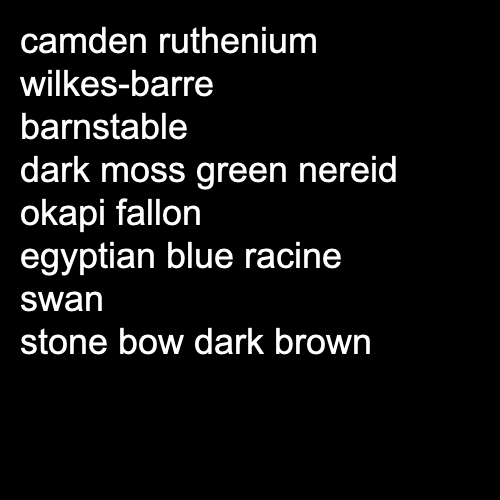 camden ruthenium
wilkes-barre
barnstable
dark moss green nereid
okapi fallon
egyptian blue racine
swan
stone bow dark brown